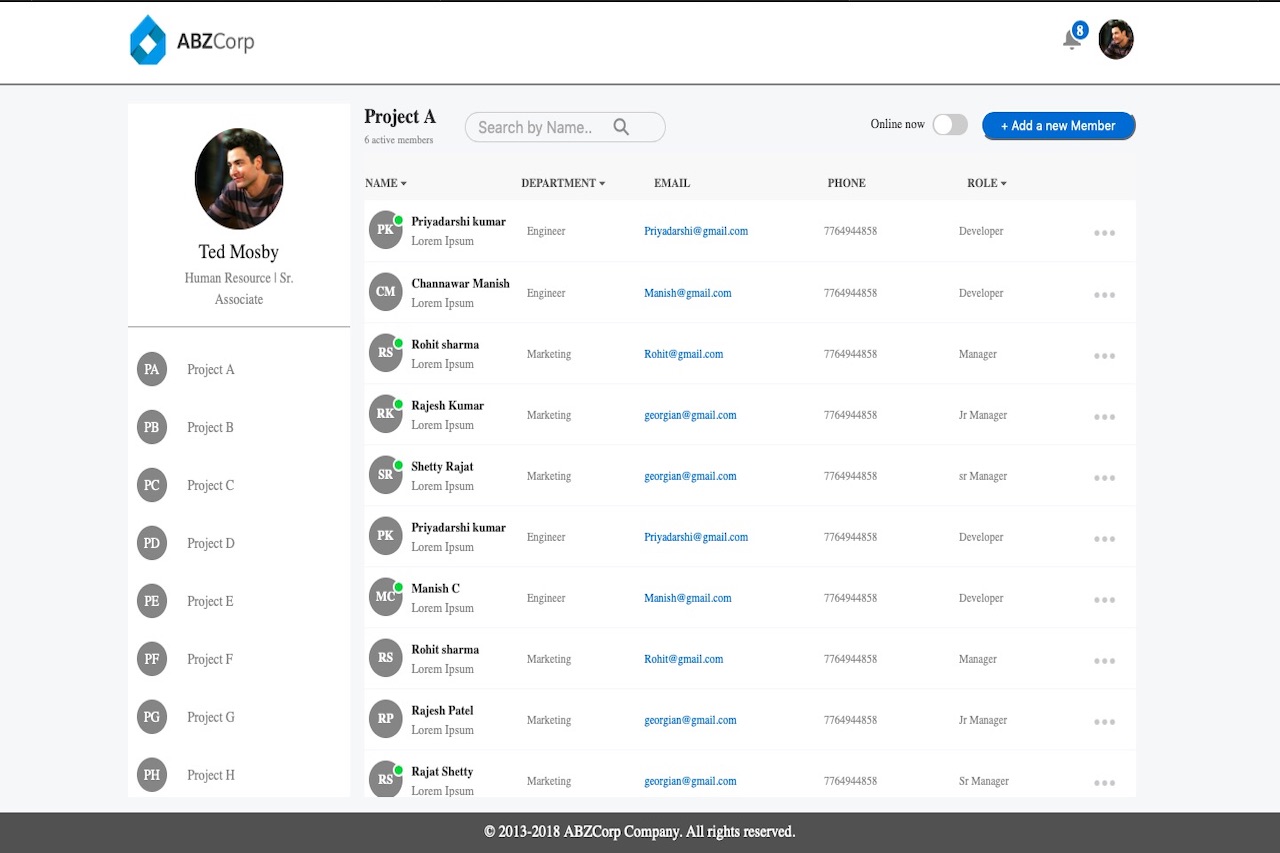 ABZCorp
8
Ted Mosby
Human Resource | Sr.
Associate
PA Project A
PB Project B
PC Project C
PD Project D
PE Project E
PF Project F
PG Project G
PH Project H
Project A
6 active members
Search by Name..
Online now
+ Add a new Member
NAME DEPARTMENT EMAIL PHONE ROLE
PK Priyadarshi kumar Engineer Priyadarshi@gmail.com 7764944858 Developer
Lorem Ipsum
CM Channawar Manish Engineer Manish@gmail.com 7764944858 Developer
Lorem Ipsum
RS Rohit sharma Marketing Rohit@gmail.com 7764944858 Manager
Lorem Ipsum
RK Rajesh Kumar Marketing georgian@gmail.com 7764944858 Jr Manager
Lorem Ipsum
SR Shetty Rajat Marketing georgian@gmail.com 7764944858 sr Manager
Lorem Ipsum
PK Priyadarshi kumar Engineer Priyadarshi@gmail.com 7764944858 Developer
Lorem Ipsum
MC Manish C Engineer Manish@gmail.com 7764944858 Developer
Lorem Ipsum
RS Rohit sharma Marketing Rohit@gmail.com 7764944858 Manager
Lorem Ipsum
RP Rajesh Patel Marketing georgian@gmail.com 7764944858 Jr Manager
Lorem Ipsum
RS Rajat Shetty Marketing georgian@gmail.com 7764944858 Sr Manager
Lorem Ipsum
© 2013-2018 ABZCorp Company. All rights reserved.